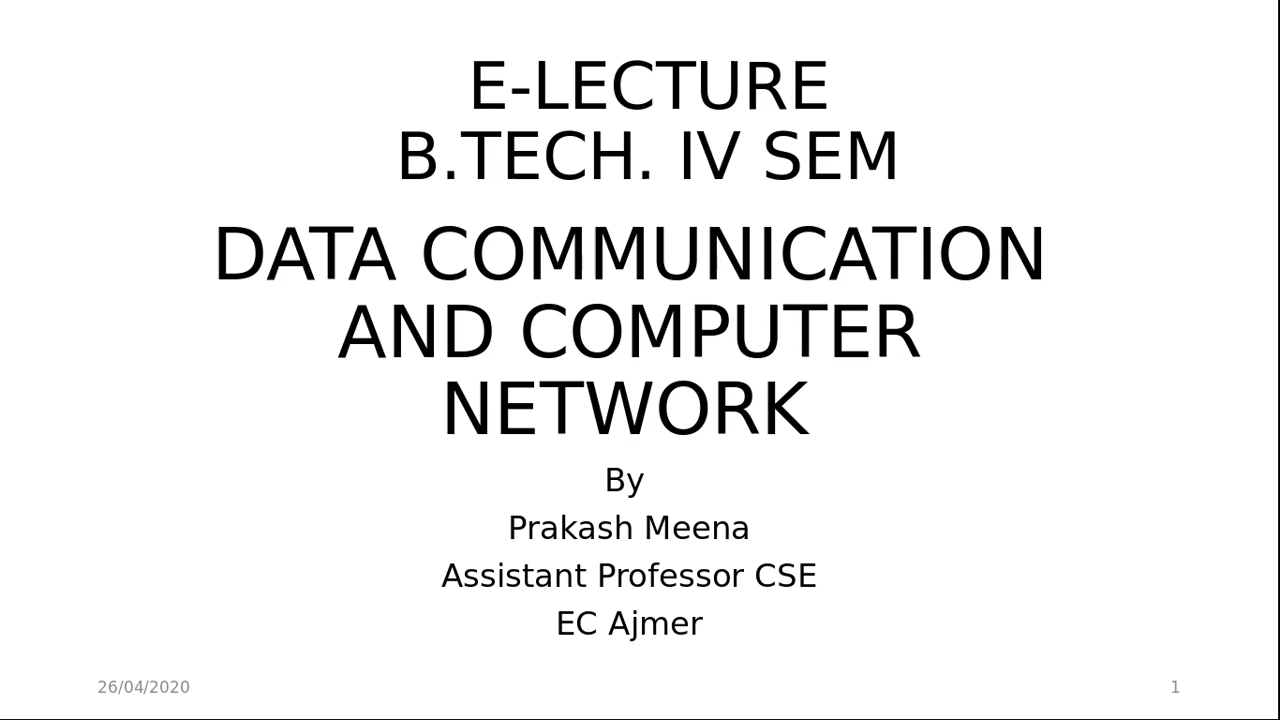 E-LECTURE
B.TECH. IV SEM
DATA COMMUNICATION
AND COMPUTER
NETWORK
By
Prakash Meena
Assistant Professor CSE
EC Ajmer
26/04/2020
1